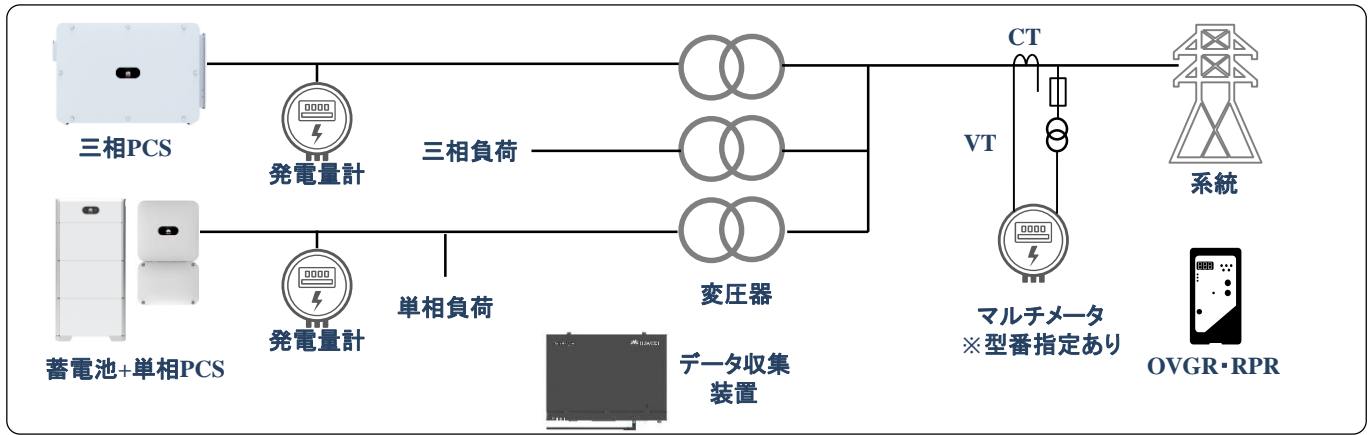 CT
三相PCS
発電量計
三相負荷
VT
系統
蓄電池+単相PCS
発電量計
単相負荷
変圧器
データ収集
装置
マルチメータ
※型番指定あり
OVGR・RPR